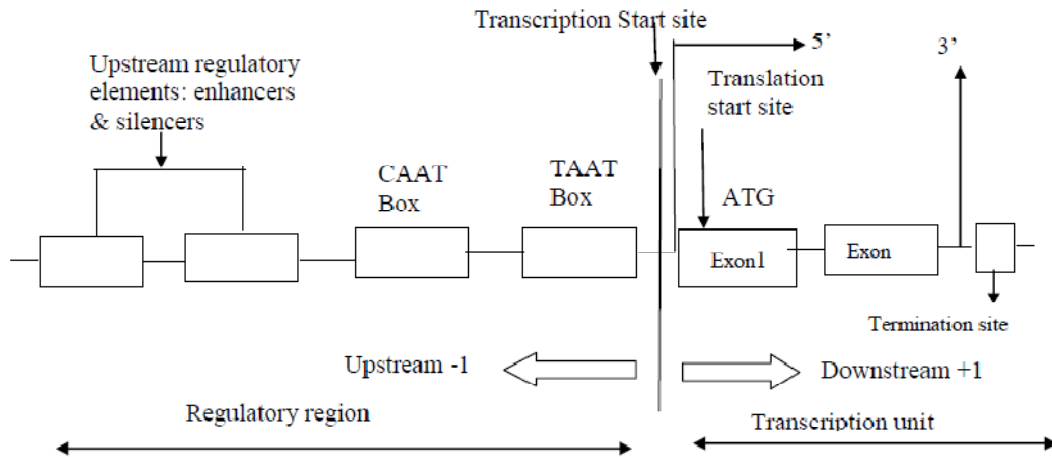 Transcription Start site
5’
3’
Upstream regulatory
elements: enhancers
& silencers
Translation
start site
CAAT
Box
TAAT
Box
ATG
Exon1
Exon
Termination site
Upstream -1
Downstream +1
Regulatory region
Transcription unit